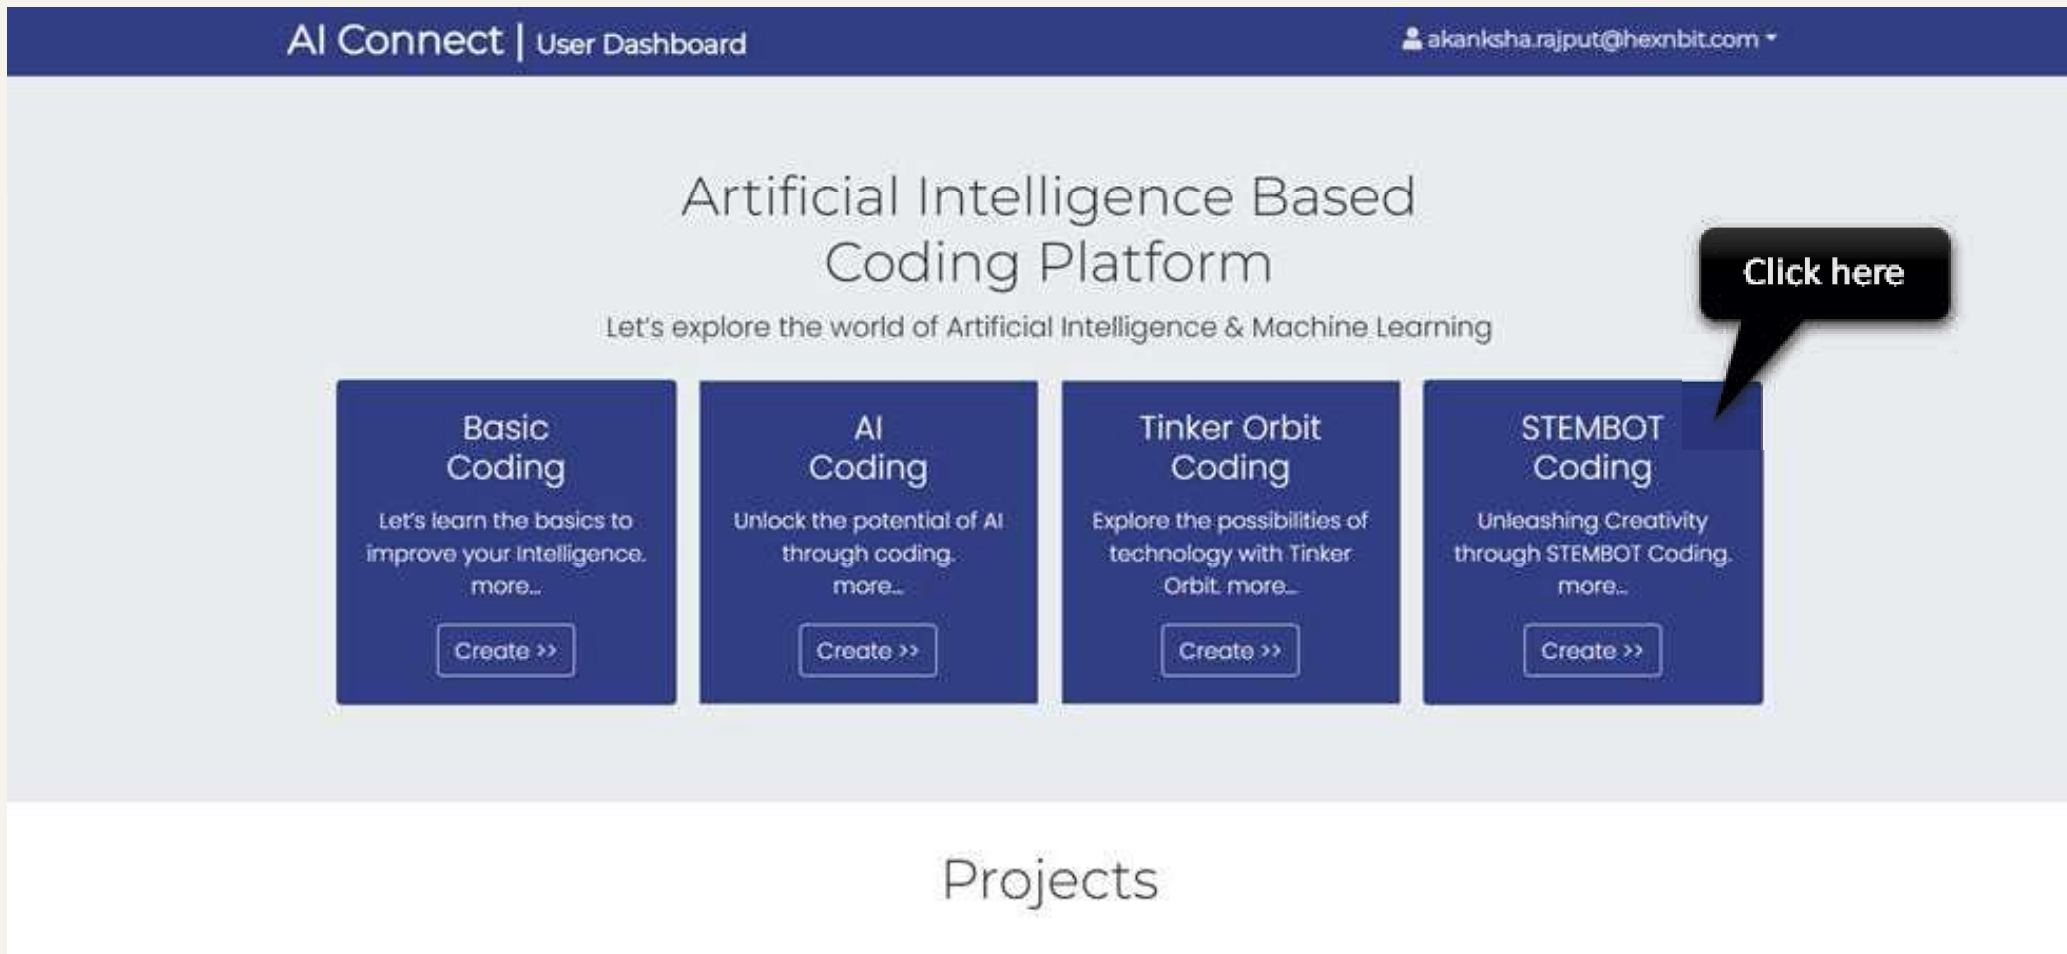 AI Connect | User Dashboard
akanksha.rajput@hexnbit.com
Artificial Intelligence Based
Coding Platform
Click here
Let's explore the world of Artificial Intelligence & Machine Learning
Basic
Coding
Let's learn the basics to
improve your Intelligence.
more...
Create >>
AI
Coding
Unlock the potential of AI
through coding.
more...
Create >>
Tinker Orbit
Coding
Explore the possibilities of
technology with Tinker
Orbit. more...
Create >>
STEMBOT
Coding
Unleashing Creativity
through STEMBOT Coding.
more...
Create >>
Projects